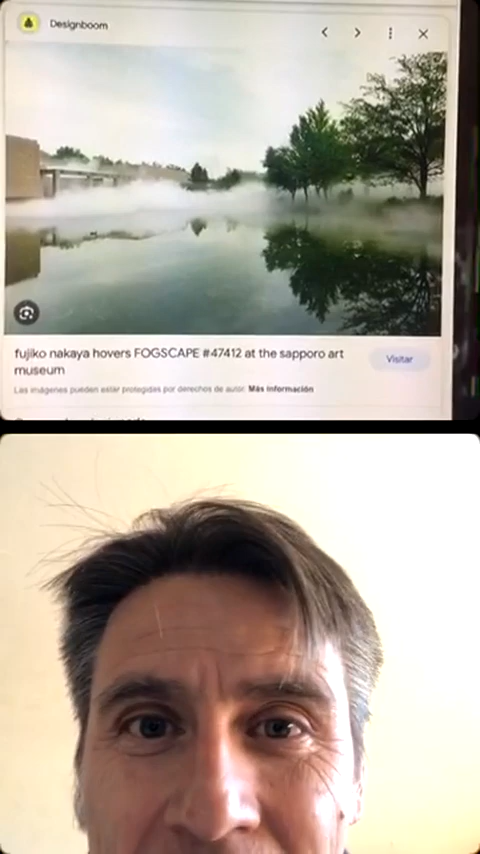 Designboom
fujiko nakaya hovers FOGSCAPE #47412 at the sapporo art
museum
Visitar
Las imágenes pueden estar protegidas por derechos de autor. Más información